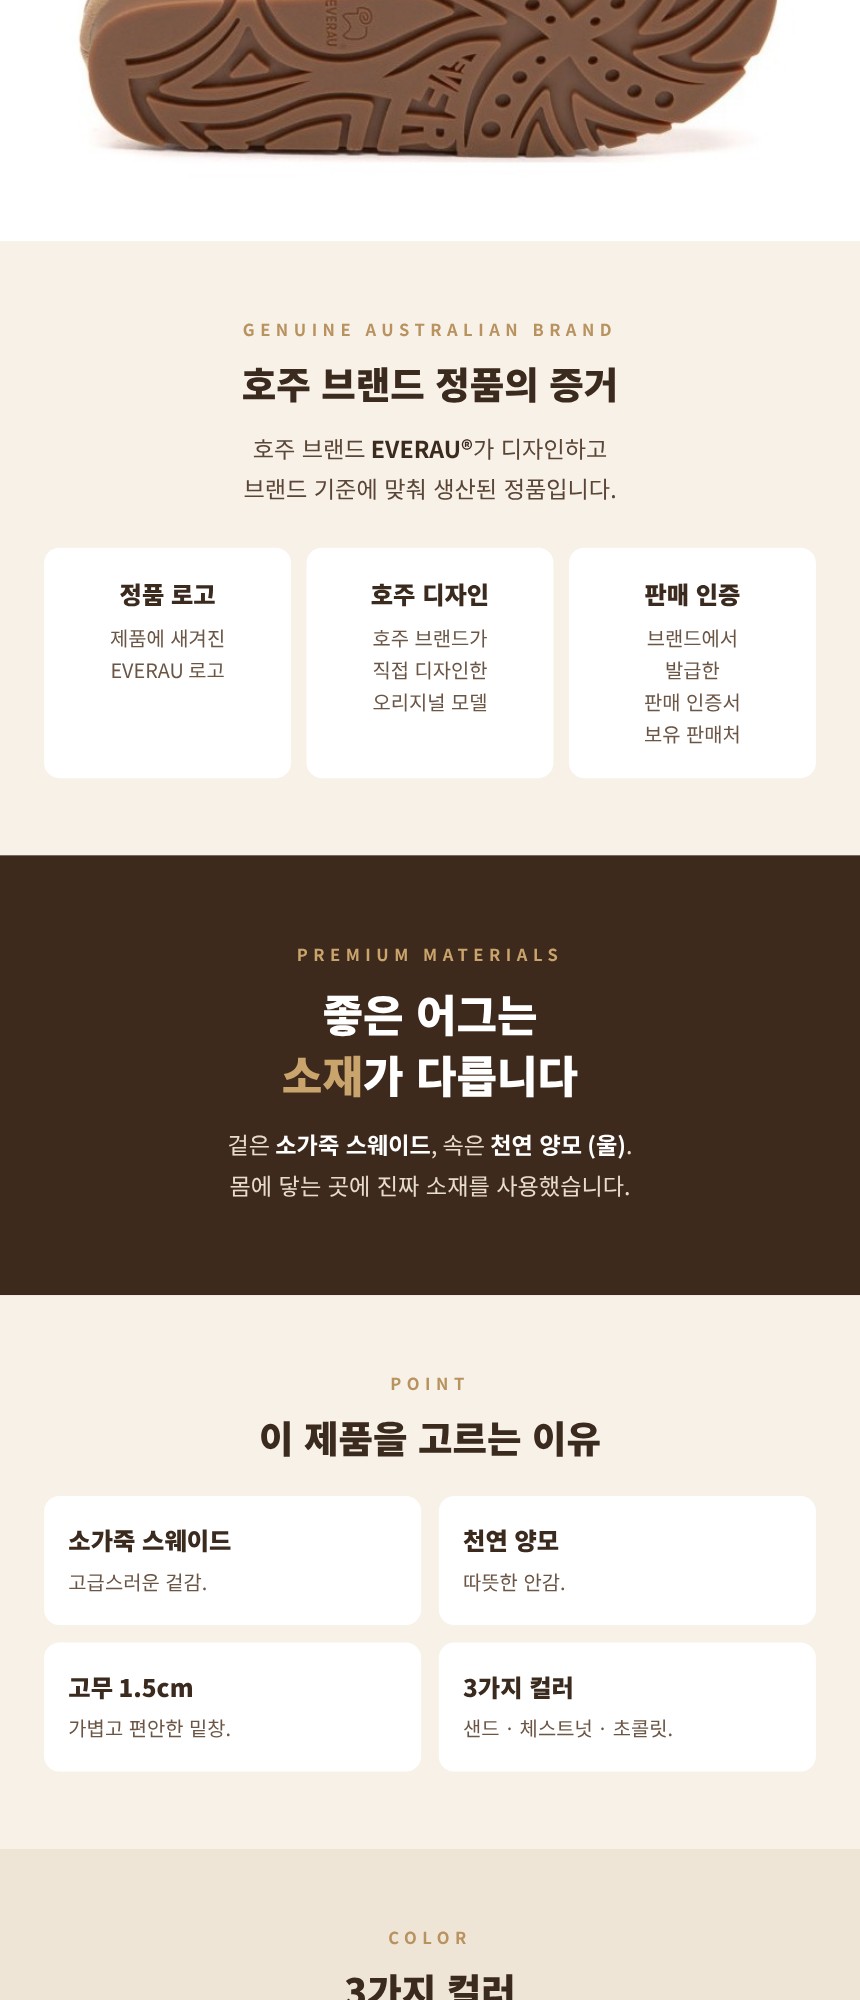 EVERAU
EVER
GENUINE AUSTRALIAN BRAND
호주 브랜드 정품의 증거
호주 브랜드 EVERAU®가 디자인하고
브랜드 기준에 맞춰 생산된 정품입니다.
정품 로고
제품에 새겨진
EVERAU 로고
호주 디자인
호주 브랜드가
직접 디자인한
오리지널 모델
판매 인증
브랜드에서
발급한
판매 인증서
보유 판매처
PREMIUM MATERIALS
좋은 어그는
소재가 다릅니다
겉은 소가죽 스웨이드, 속은 천연 양모 (울).
몸에 닿는 곳에 진짜 소재를 사용했습니다.
POINT
이 제품을 고르는 이유
소가죽 스웨이드
고급스러운 겉감.
천연 양모
따뜻한 안감.
고무 1.5cm
가볍고 편안한 밑창.
3가지 컬러
샌드 · 체스트넛 · 초콜릿.
COLOR
3가지 컬러